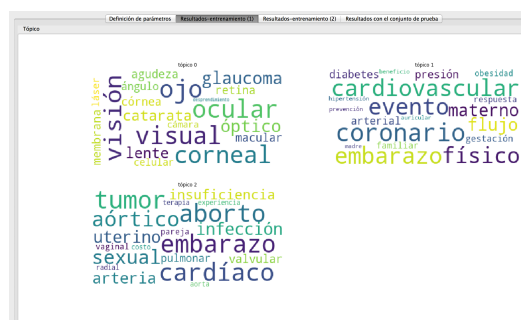 Definición de parámetros Resultados-entrenamiento (1) Resultados-entrenamiento (2) Resultados con el conjunto de prueba
Tópico
tópico 0
agudeza
glaucoma
láser
ángulo
ojo
retina
córnea
desprendimiento
ocular
catarata
visión
membrana
cámara
óptico
visual
macular
lente
corneal
celular
tópico 1
diabetes
beneficio
presión
obesidad
cardiovascular
hipertensión
evento
respuesta
prevención
auricular
materno
arterial
flujo
coronario
gestación
madre
familiar
embarazo
físico
tópico 2
tumor
insuficiencia
terapia
experiencia
aórtico
aborto
uterino
pareja
infección
embarazo
vaginal
costo
sexual
pulmonar
valvular
radial
cardíaco
arteria
aorta